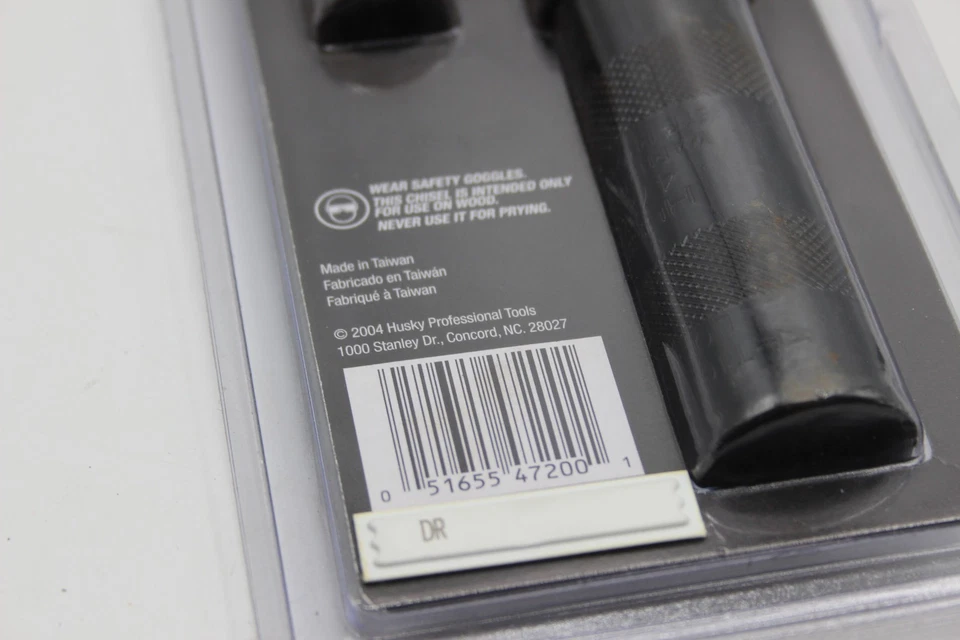 WEAR SAFETY GOGGLES.
THIS CHISEL IS INTENDED ONLY
FOR USE ON WOOD.
NEVER USE IT FOR PRYING.
Made in Taiwan
Fabricado en Taiwán
Fabriqué à Taiwan
© 2004 Husky Professional Tools
1000 Stanley Dr., Concord, NC. 28027
0 51655 47200 1
DR